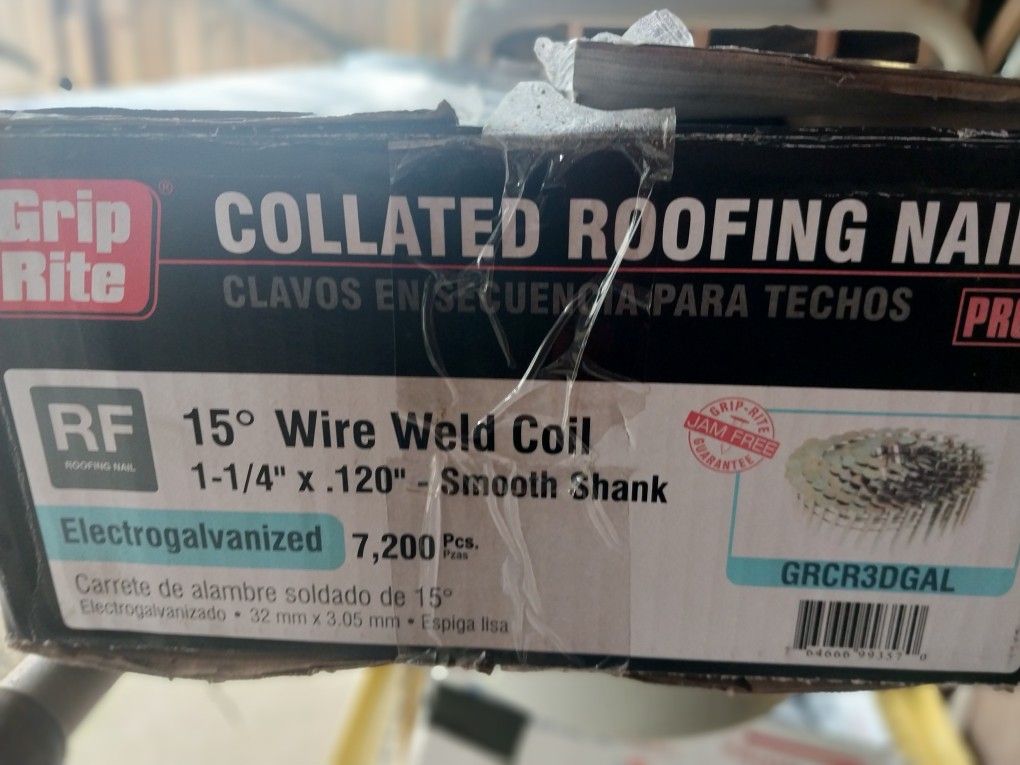 Grip
Rite
®
COLLATED ROOFING NAI
CLAVOS EN SECUENCIA PARA TECHOS
PR
RF
ROOFING NAIL
15° Wire Weld Coil
1-1/4" x .120" - Smooth Shank
Electrogalvanized
7,200 Pcs.
Pzas
Carrete de alambre soldado de 15°
Electrogalvanizado • 32 mm x 3.05 mm • Espiga lisa
GRIP-RITE
JAM FREE
GUARANTEE
GRCR3DGAL